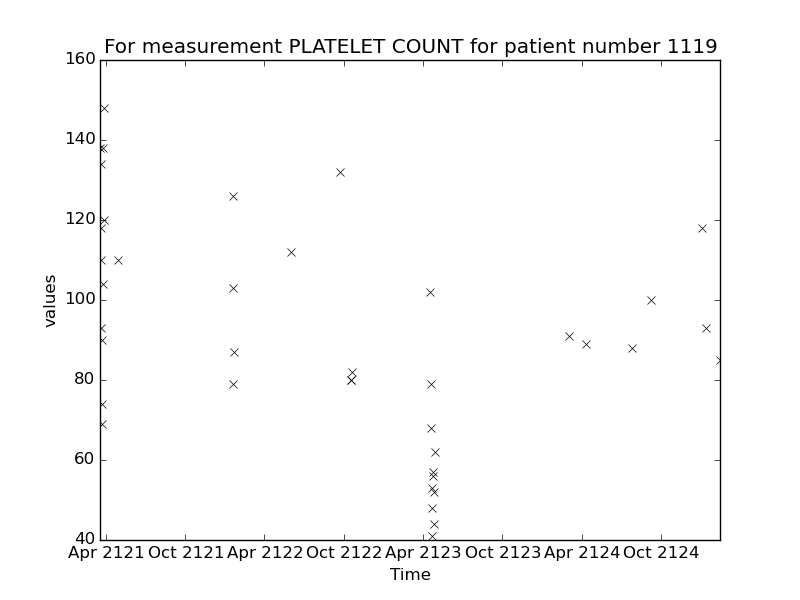 For measurement PLATELET COUNT for patient number 1119
160
140
120
100
80
60
40
values
Apr 2121 Oct 2121 Apr 2122 Oct 2122 Apr 2123 Oct 2123 Apr 2124 Oct 2124
Time